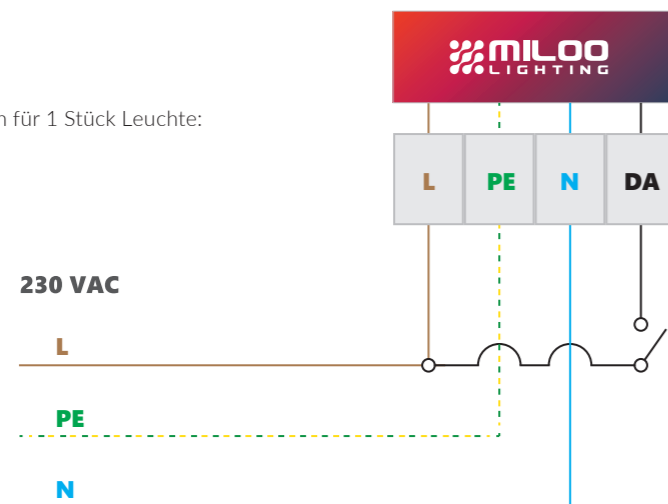 MILOO
LIGHTING
für 1 Stück Leuchte:
L PE N DA
230 VAC
L
PE
N